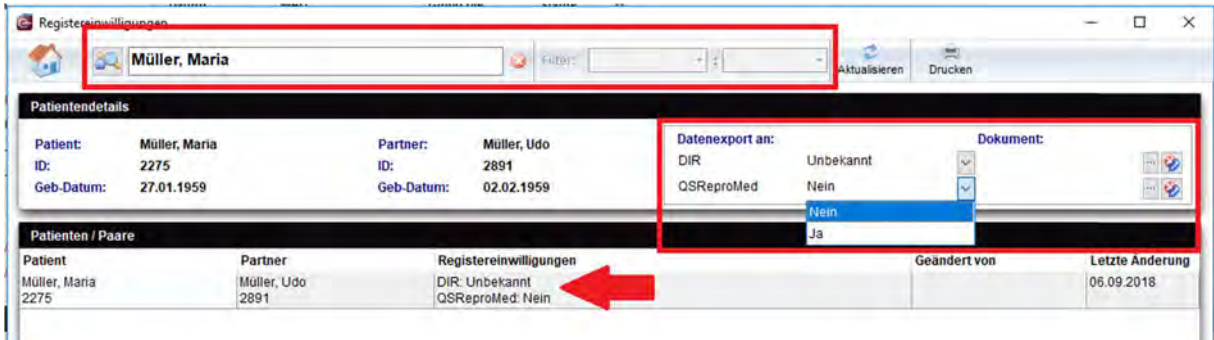 Registereinwilligungen
Müller, Maria Filter: : Aktualisieren Drucken
Patientendetails
Patient: Müller, Maria Partner: Müller, Udo Datenexport an: Dokument:
ID: 2275 ID: 2891 DIR Unbekannt ...
Geb-Datum: 27.01.1959 Geb-Datum: 02.02.1959 QSReproMed Nein ...
Nein
Ja
Patienten / Paare
Patient Partner Registereinwilligungen Geändert von Letzte Änderung
Müller, Maria Müller, Udo DIR: Unbekannt 06.09.2018
2275 2891 QSReproMed: Nein